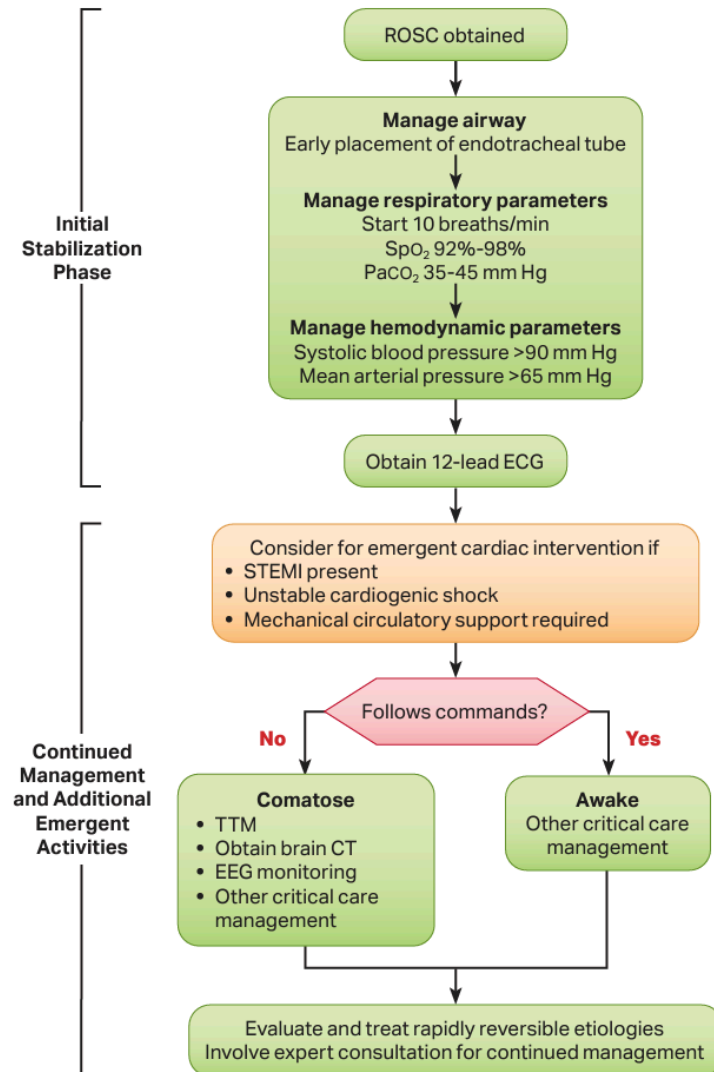 ROSC obtained
Manage airway
Early placement of endotracheal tube
Manage respiratory parameters
Start 10 breaths/min
SpO₂ 92%-98%
PaCO₂ 35-45 mm Hg
Manage hemodynamic parameters
Systolic blood pressure >90 mm Hg
Mean arterial pressure >65 mm Hg
Initial
Stabilization
Phase
Obtain 12-lead ECG
Consider for emergent cardiac intervention if
• STEMI present
• Unstable cardiogenic shock
• Mechanical circulatory support required
Follows commands?
No
Yes
Continued
Management
and Additional
Emergent
Activities
Comatose
• TTM
• Obtain brain CT
• EEG monitoring
• Other critical care
management
Awake
Other critical care
management
Evaluate and treat rapidly reversible etiologies
Involve expert consultation for continued management